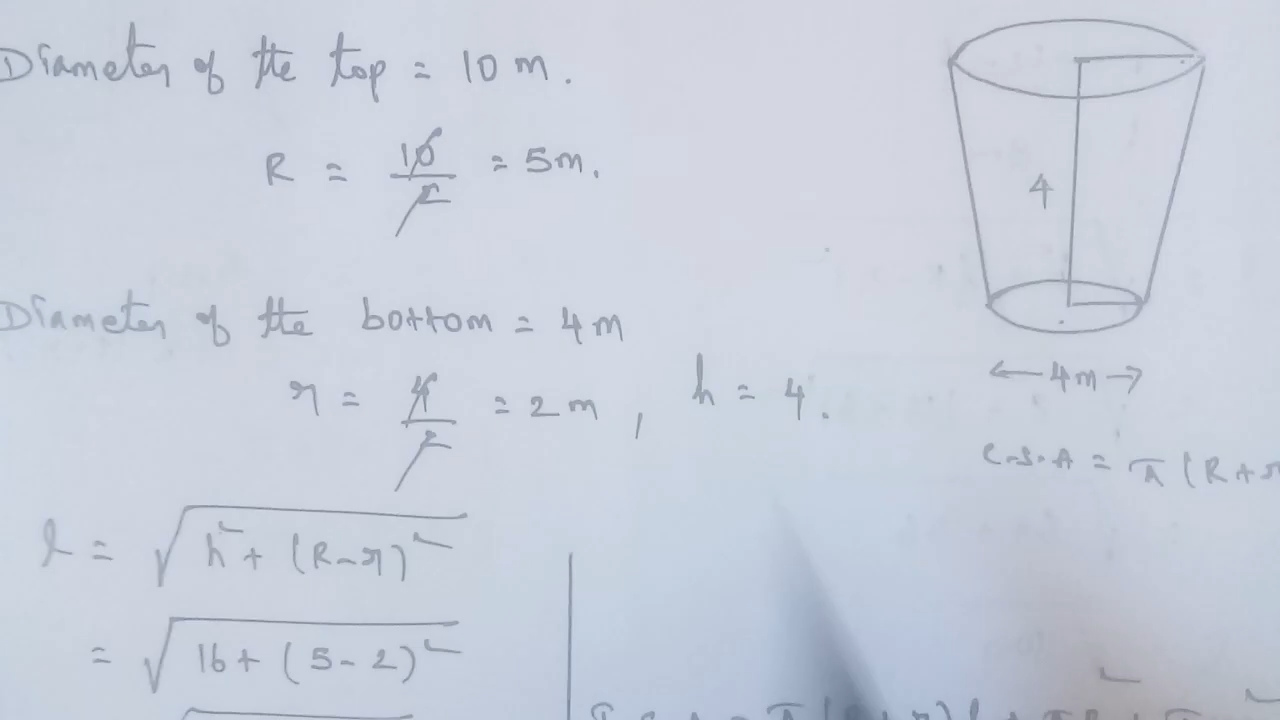 Diameter of the top = 10 m.
R = 10/2 = 5m.
4
Diameter of the bottom = 4 m
r = 4/2 = 2 m, h = 4.
4m
C.S.A = π (R+r
l = √(h² + (R-r)²)
= √(16 + (5-2)²)